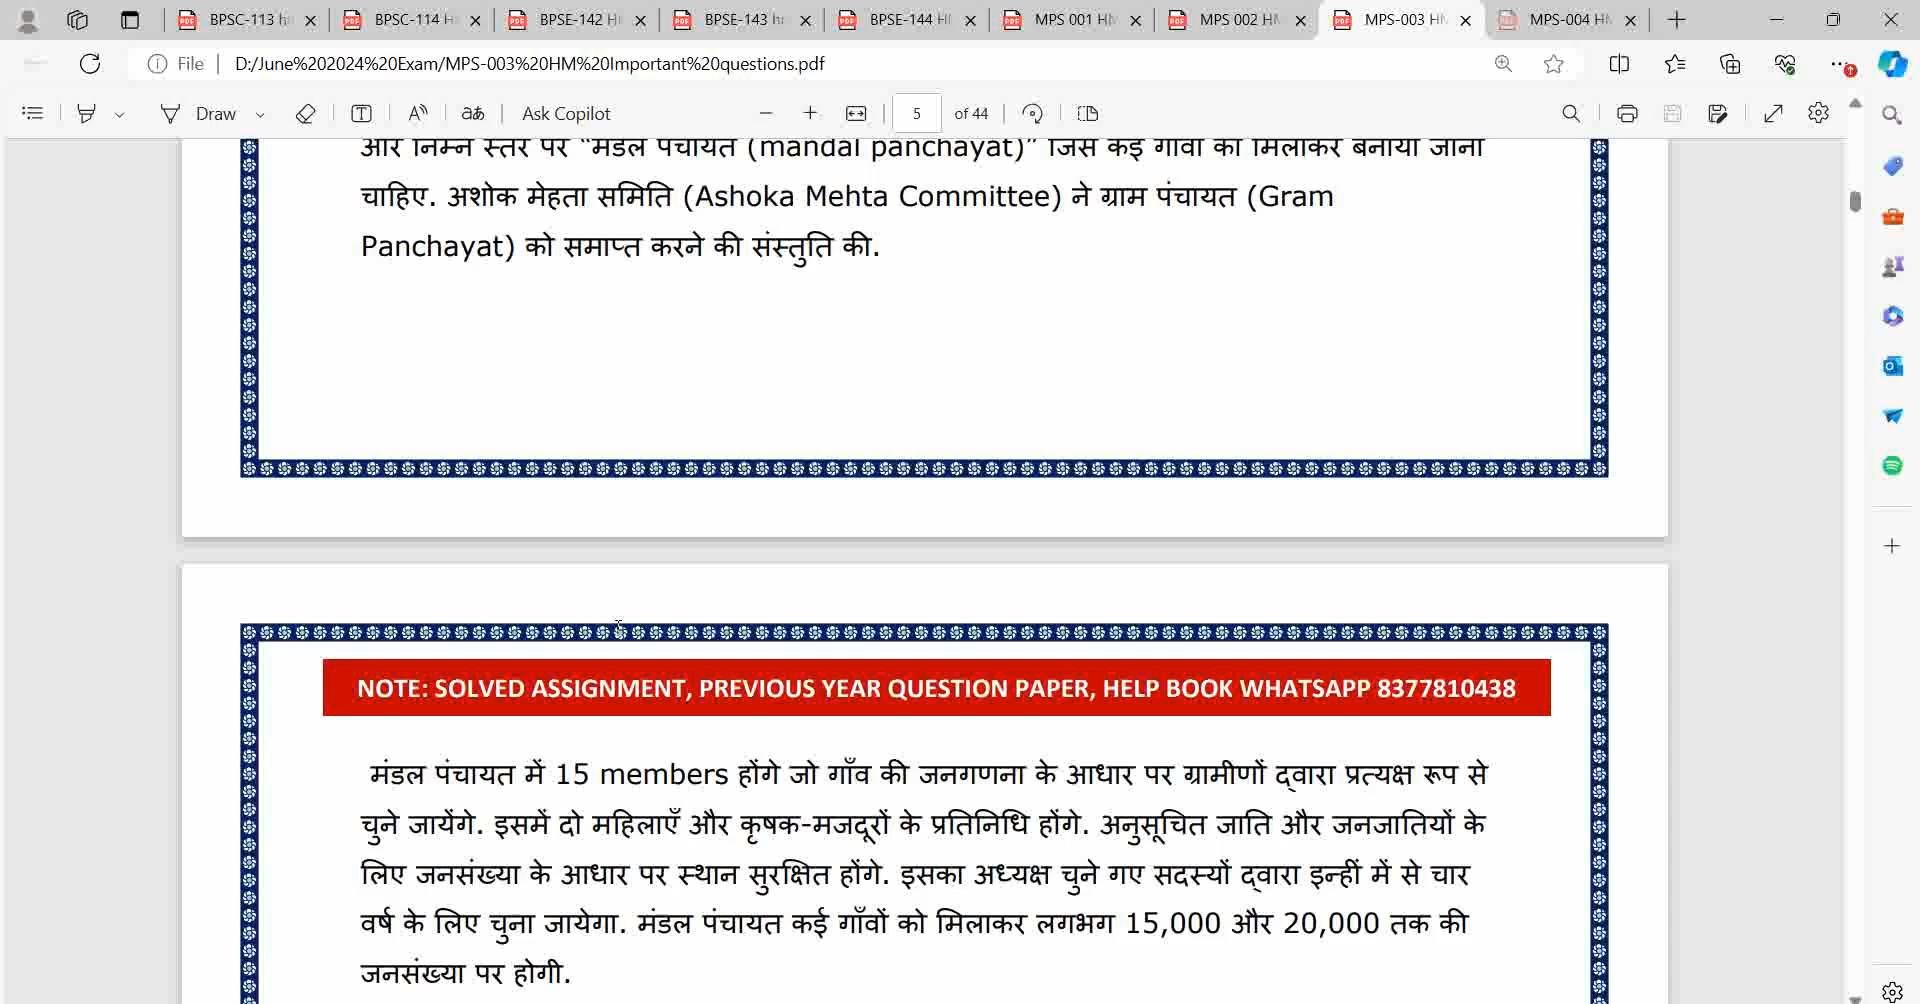 BPSC-113 h
BPSC-114 H
BPSE-142 H
BPSE-143 h
BPSE-144 H
MPS 001 HM
MPS 002 HM
MPS-003 HM
MPS-004 HM
File
D:/June%202024%20Exam/MPS-003%20HM%20Important%20questions.pdf
Draw
Ask Copilot
5 of 44
और निम्न स्तर पर "मंडल पंचायत (mandal panchayat)" जिसे कई गाँवों को मिलाकर बनाया जाना
चाहिए. अशोक मेहता समिति (Ashoka Mehta Committee) ने ग्राम पंचायत (Gram
Panchayat) को समाप्त करने की संस्तुति की.
NOTE: SOLVED ASSIGNMENT, PREVIOUS YEAR QUESTION PAPER, HELP BOOK WHATSAPP 8377810438
मंडल पंचायत में 15 members होंगे जो गाँव की जनगणना के आधार पर ग्रामीणों द्वारा प्रत्यक्ष रूप से
चुने जायेंगे. इसमें दो महिलाएँ और कृषक-मजदूरों के प्रतिनिधि होंगे. अनुसूचित जाति और जनजातियों के
लिए जनसंख्या के आधार पर स्थान सुरक्षित होंगे. इसका अध्यक्ष चुने गए सदस्यों द्वारा इन्हीं में से चार
वर्ष के लिए चुना जायेगा. मंडल पंचायत कई गाँवों को मिलाकर लगभग 15,000 और 20,000 तक की
जनसंख्या पर होगी.